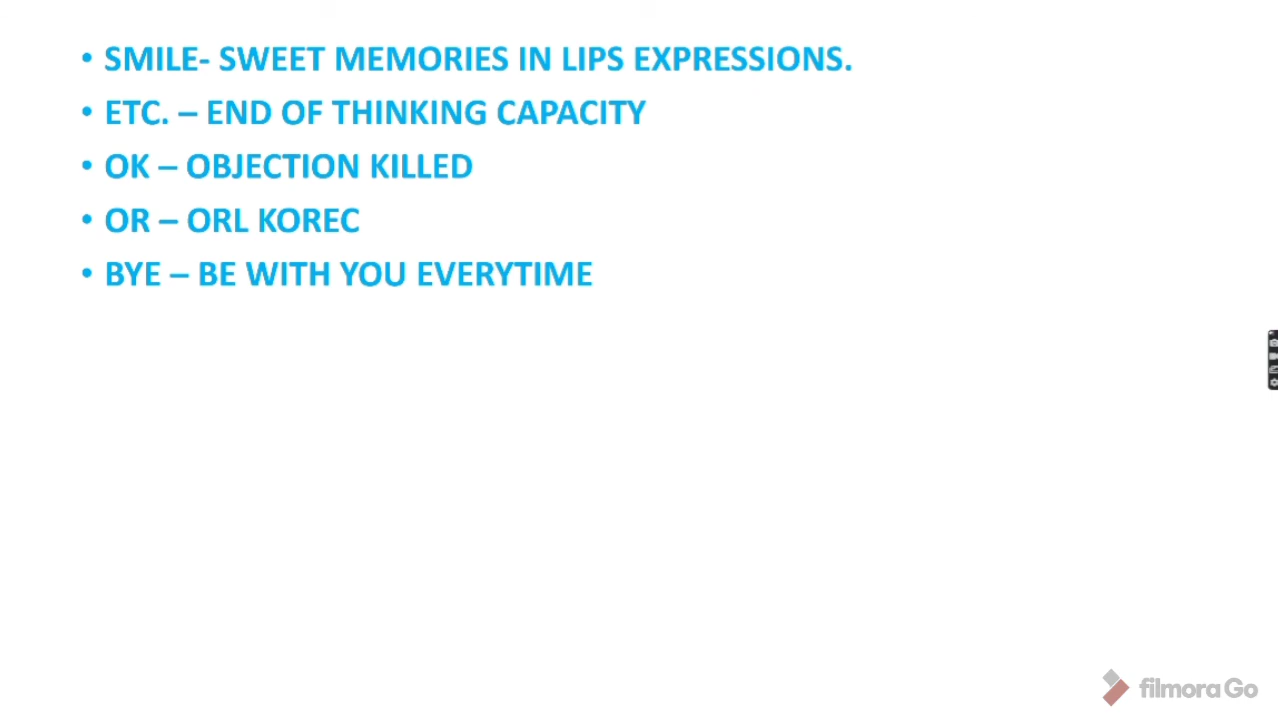 • SMILE- SWEET MEMORIES IN LIPS EXPRESSIONS.
• ETC. – END OF THINKING CAPACITY
• OK – OBJECTION KILLED
• OR – ORL KOREC
• BYE – BE WITH YOU EVERYTIME
filmora Go